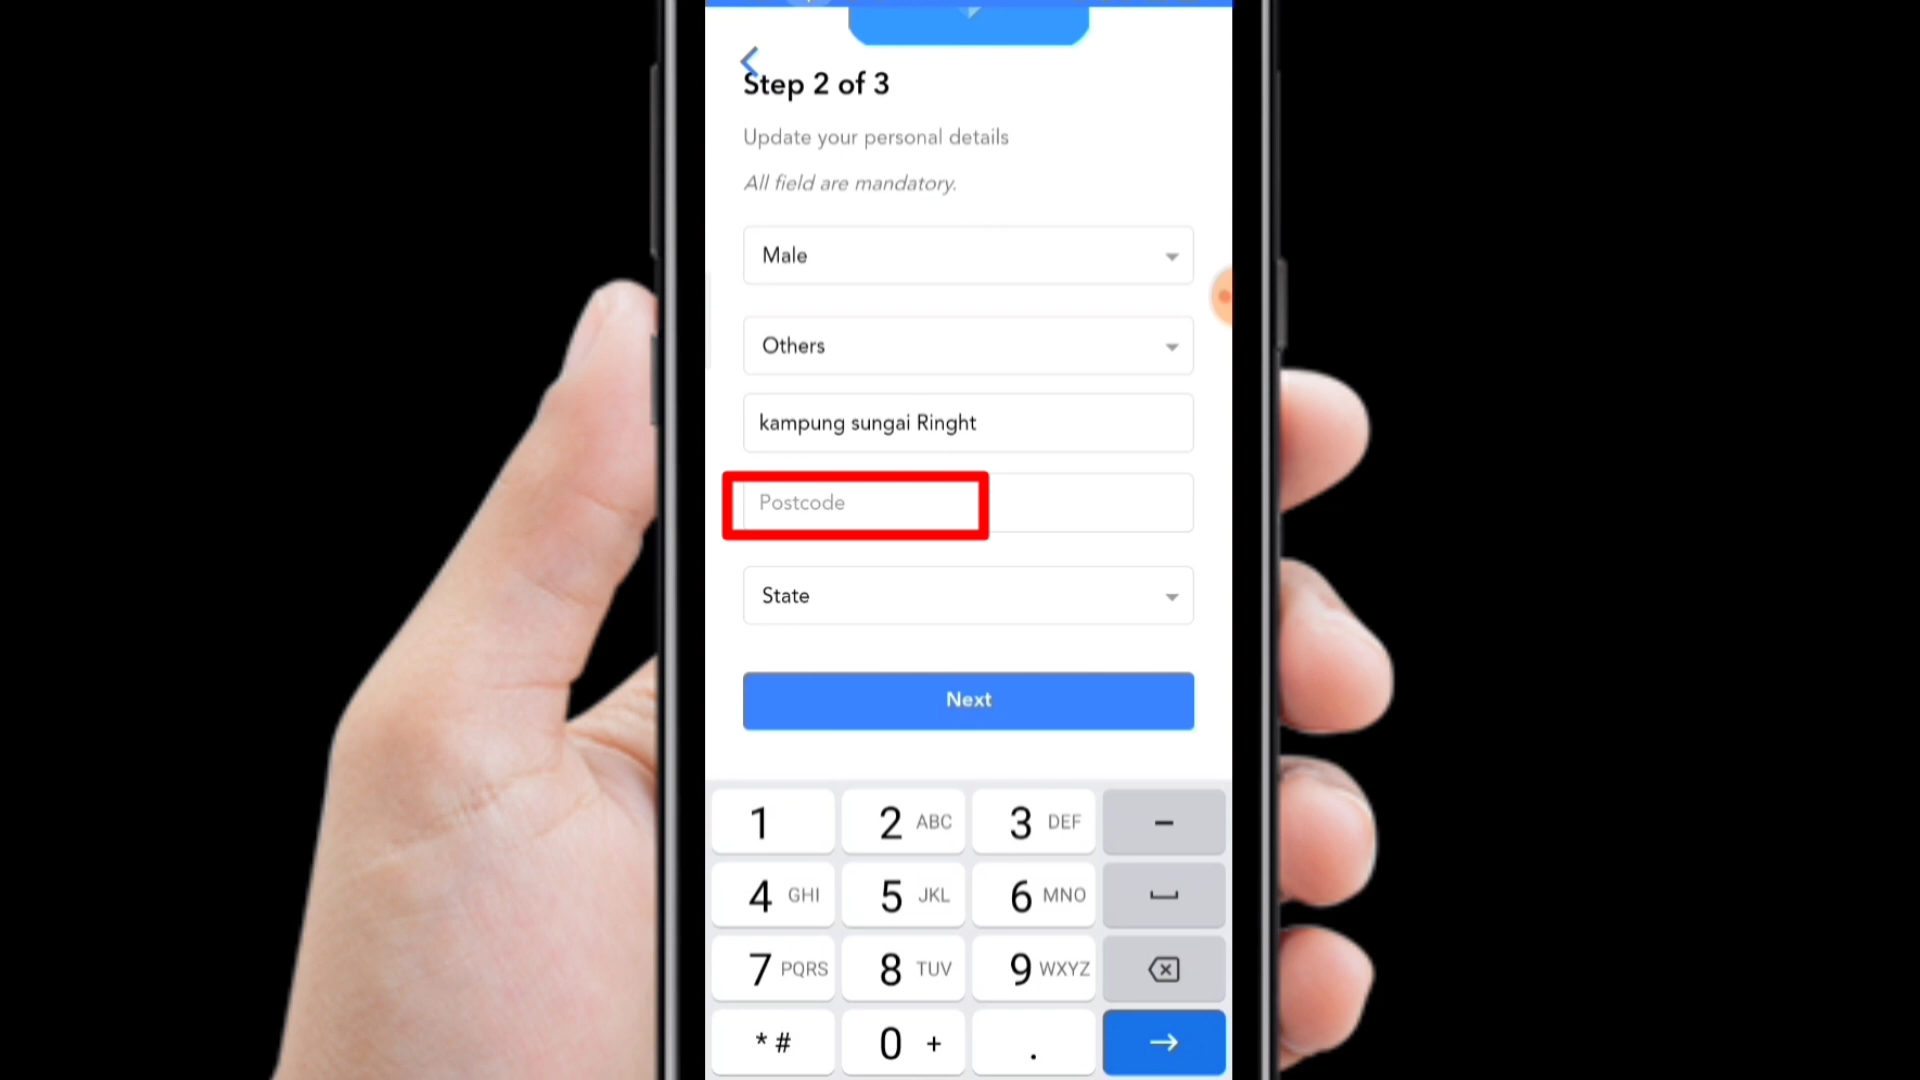 Step 2 of 3
Update your personal details
All field are mandatory.
Male
Others
kampung sungai Ringht
Postcode
State
Next
1 2 ABC 3 DEF -
4 GHI 5 JKL 6 MNO
7 PQRS 8 TUV 9 WXYZ
* # 0 + .